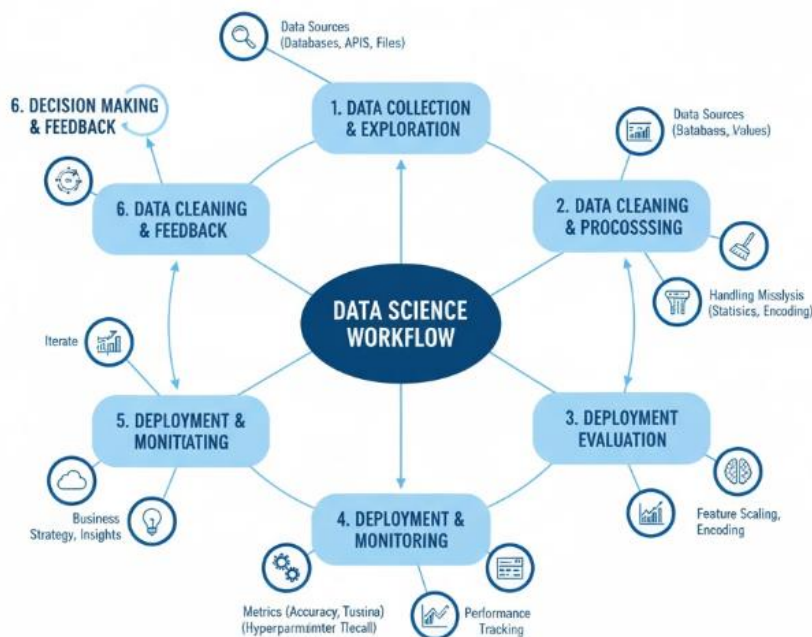 Data Sources
(Databases, APIS, Files)
6. DECISION MAKING
& FEEDBACK
1. DATA COLLECTION
& EXPLORATION
Duta Sources
(Batabass, Values)
6. DATA CLEANING
& FEEDBACK
2. DATA CLEANING
& PROCOSSSING
DATA SCIENCE
WORKFLOW
Handling Misslysis
(Statisics, Encoding)
Iterate
5. DEPLOYMENT &
MONITƖATING
3. DEPLOYMENT
EVALUATION
Business
Strategy, Insights
4. DEPLOYMENT &
MONITORING
Feature Scaling,
Encoding
Metrics (Accuracy, Tustina)
(Hyperparmimter Tlecall)
Performance
Tracking